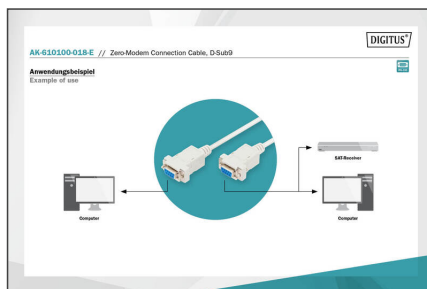 DIGITUS®
AK-610100-018-E // Zero-Modem Connection Cable, D-Sub9
Anwendungsbeispiel
Example of use
SAT-Receiver
Computer
Computer